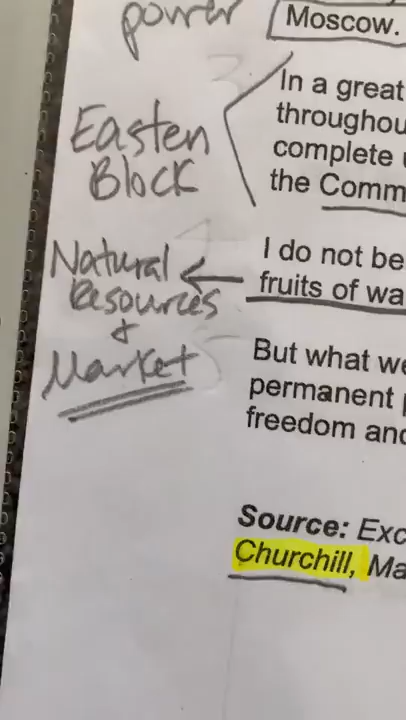 power
Moscow.
Easten
Block
In a great
throughou
complete u
the Comm
Natural
Resources
+
Market
I do not be
fruits of wa
But what we
permanent p
freedom and
Source: Exc
Churchill, Ma